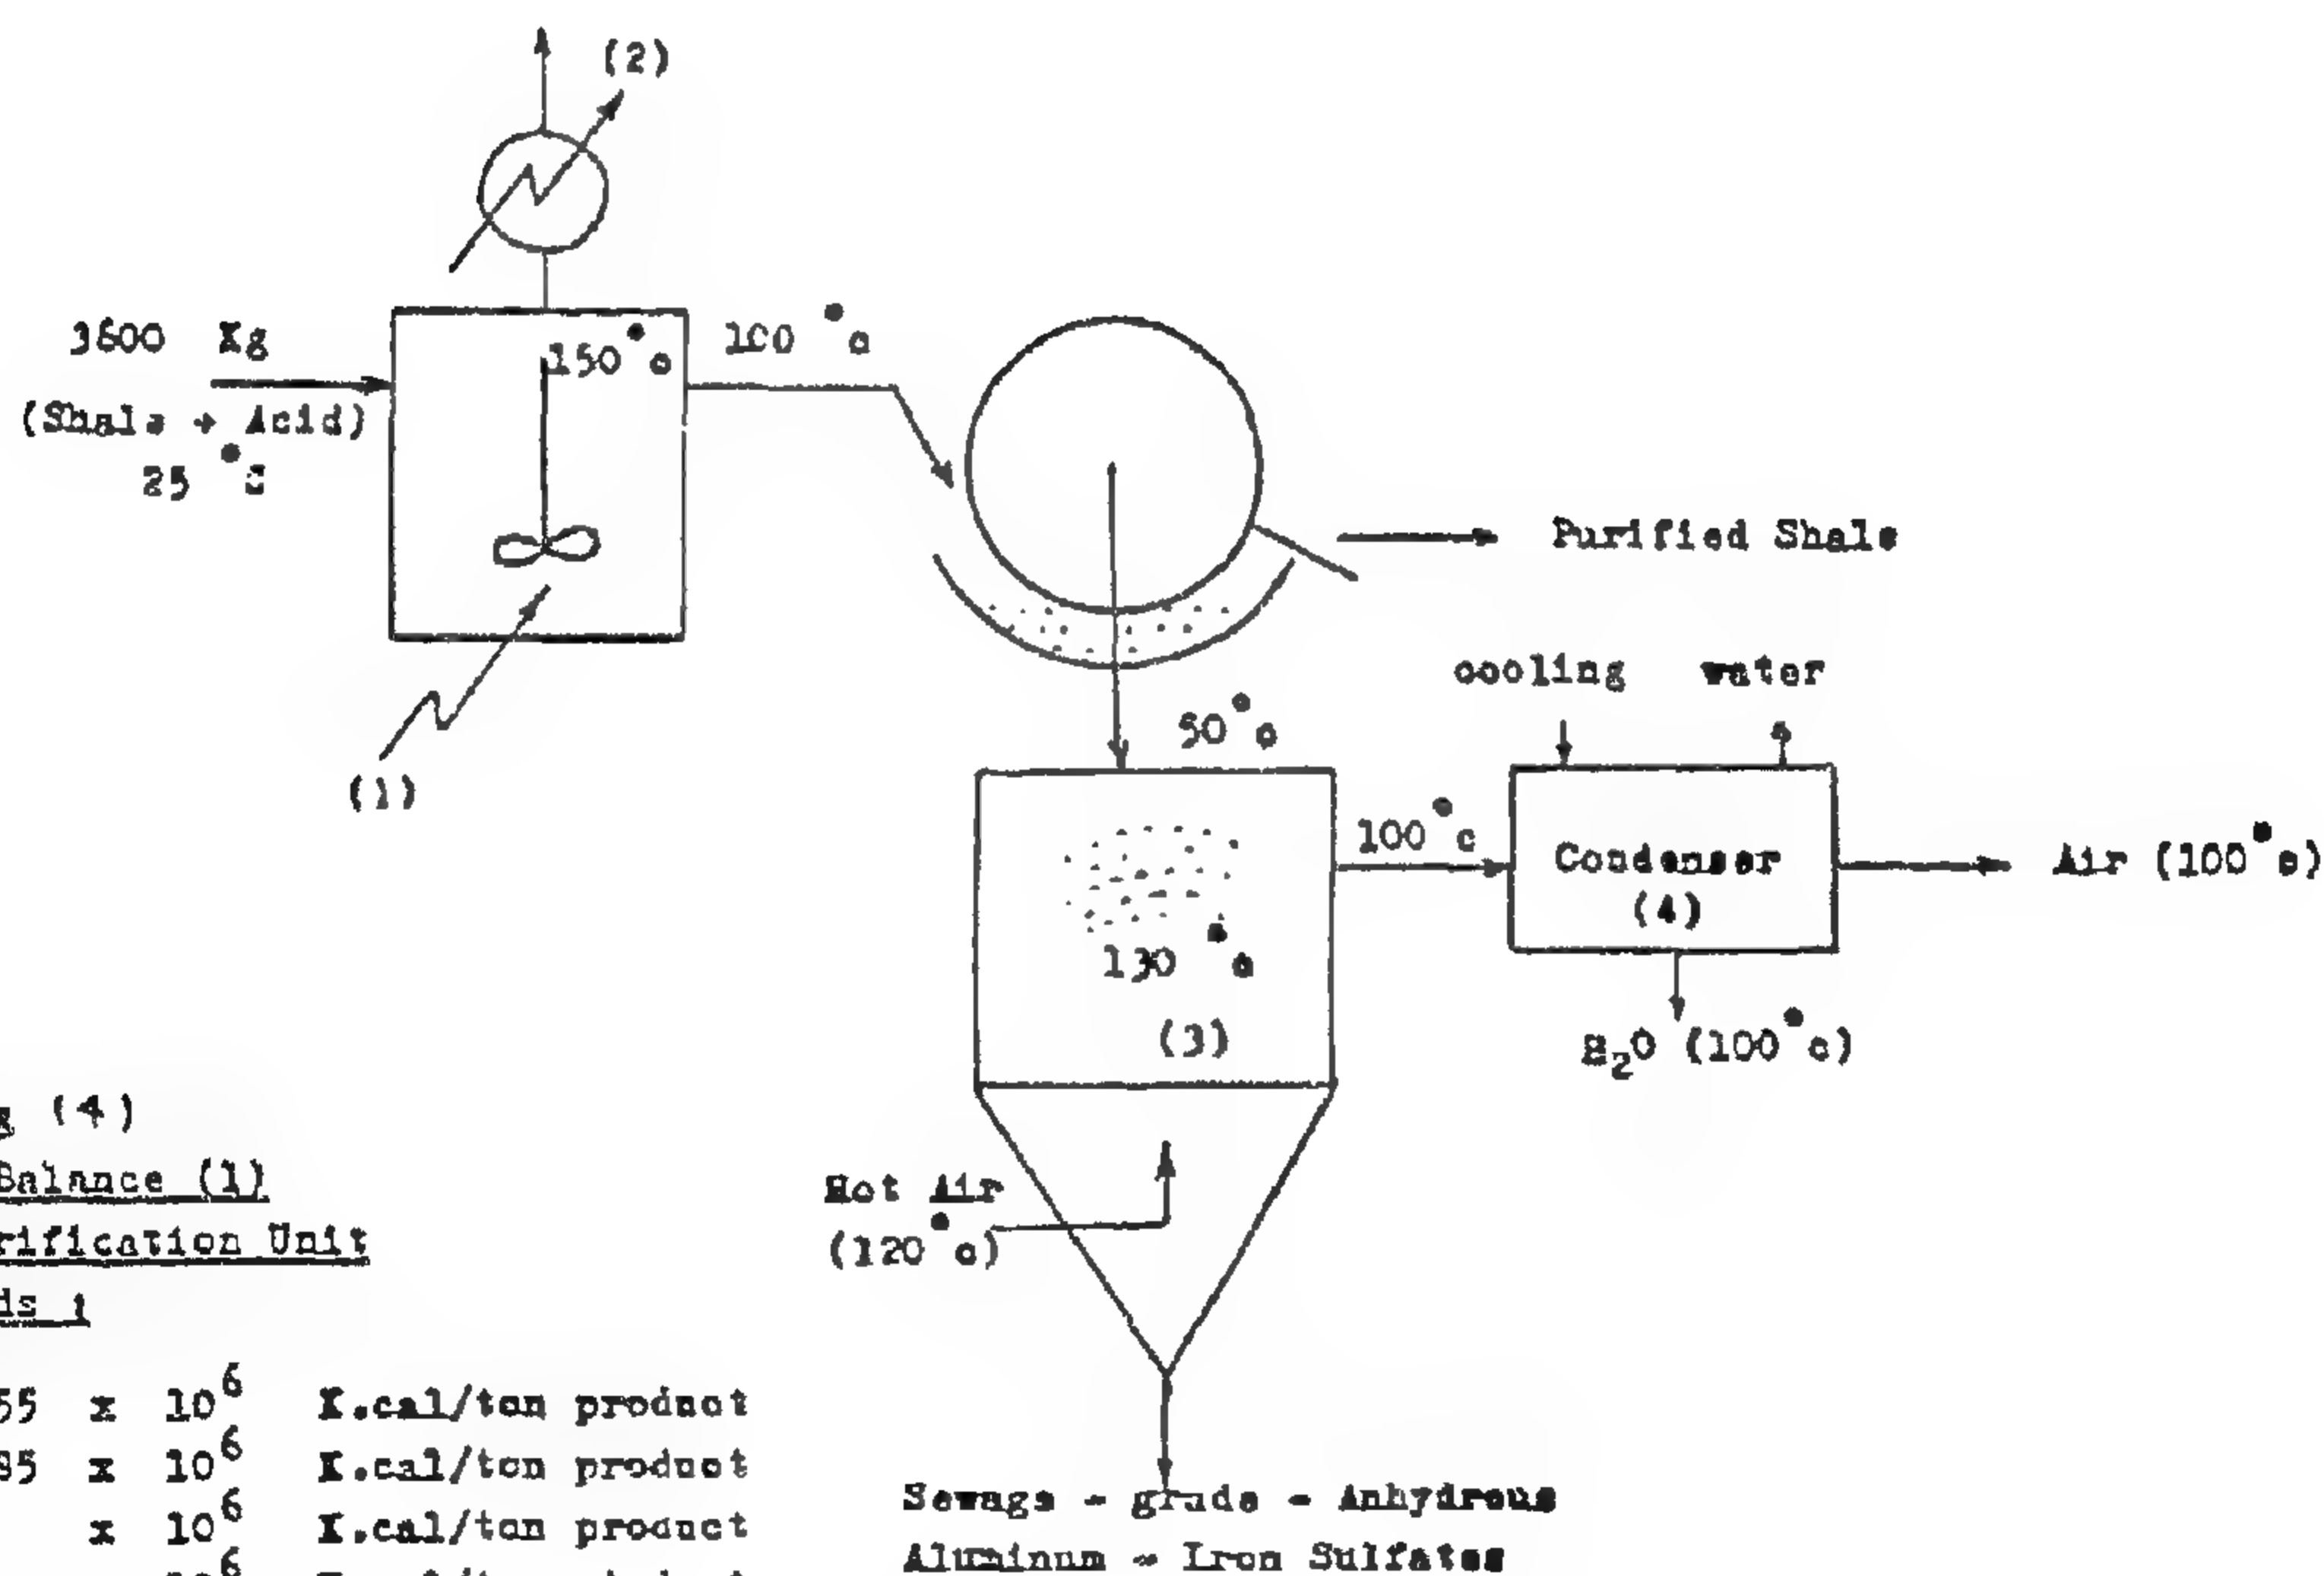 (2)
3600 Kg
(Shale + Acid)
25 °C
150 °c
100 °c
(1)
Purified Shale
50 °c
cooling water
100 °c
Condenser
(4)
Air (100 °c)
H2O (100 °c)
130 °c
(3)
Hot Air
(120 °c)
(4)
Balance (1)
rification Unit
ds :
55 x 10^6 K.cal/ton product
85 x 10^6 K.cal/ton product
x 10^6 K.cal/ton product
Sewage - grade - Anhydrous
Aluminum - Iron Sulfates